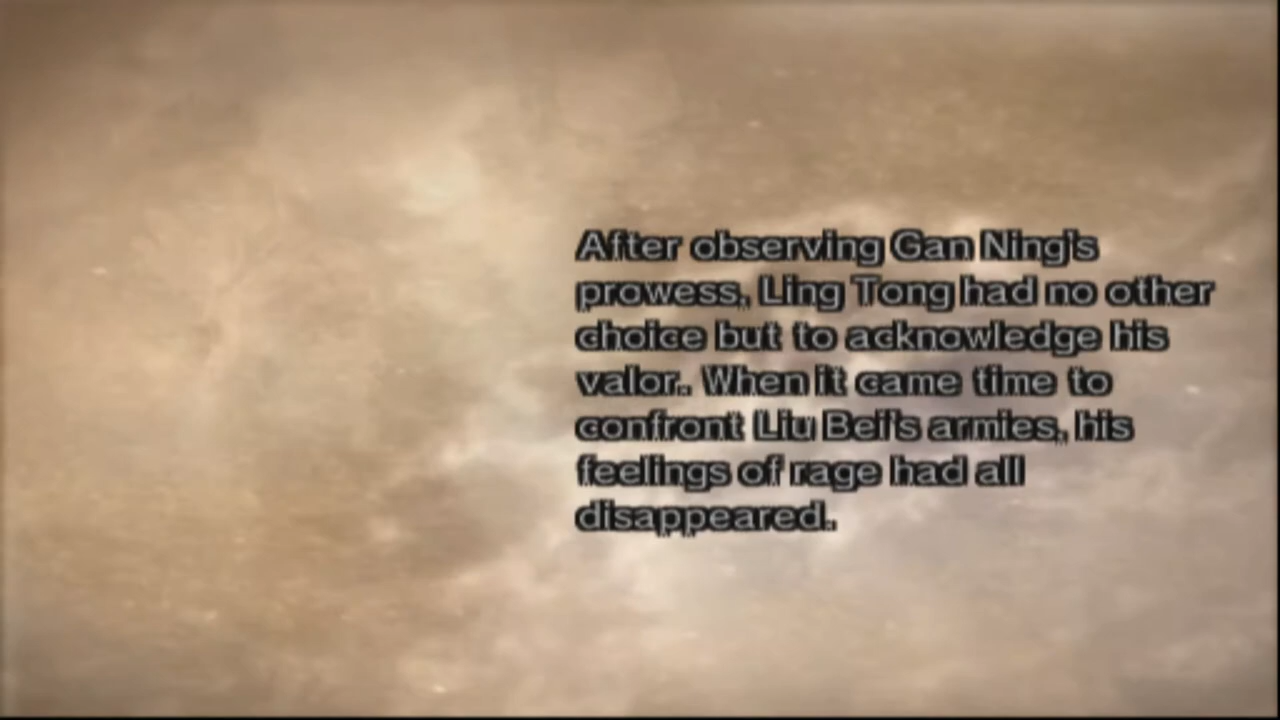 After observing Gan Ning's
prowess, Ling Tong had no other
choice but to acknowledge his
valor. When it came time to
confront Liu Bei's armies, his
feelings of rage had all
disappeared.